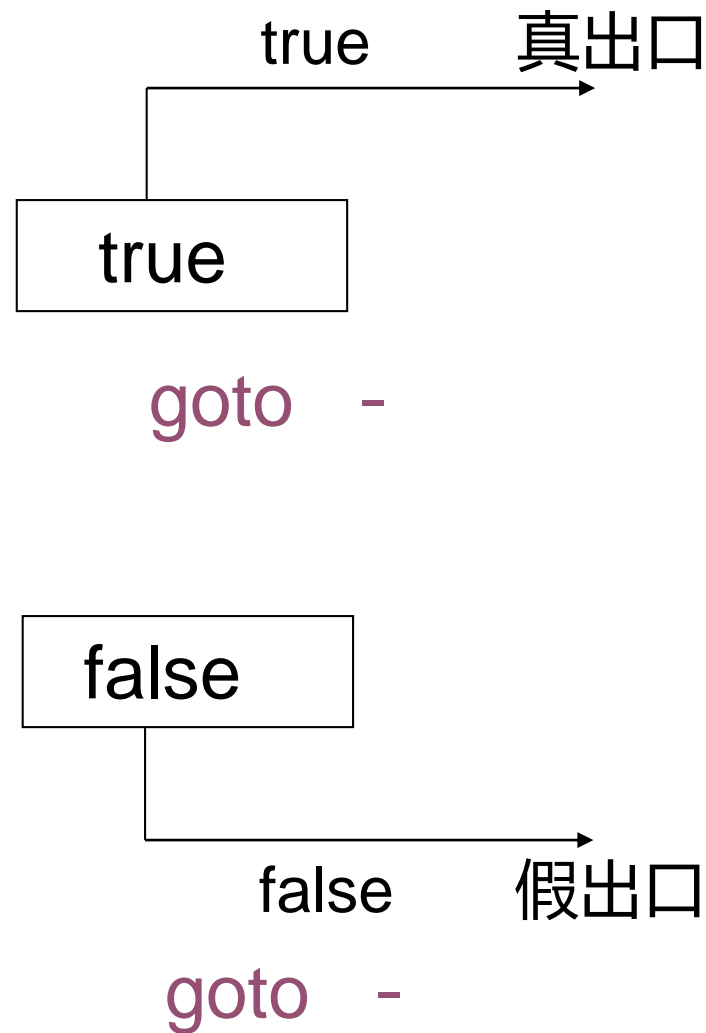 true 真出口
true
goto -
false
false 假出口
goto -